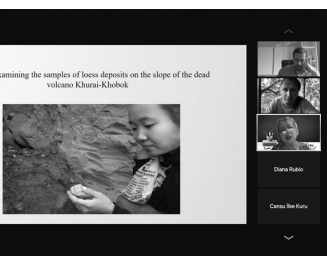 xamining the samples of loess deposits on the slope of the dead
volcano Khurai-Khobok
Diana Rubio
Cansu İlke Kuru